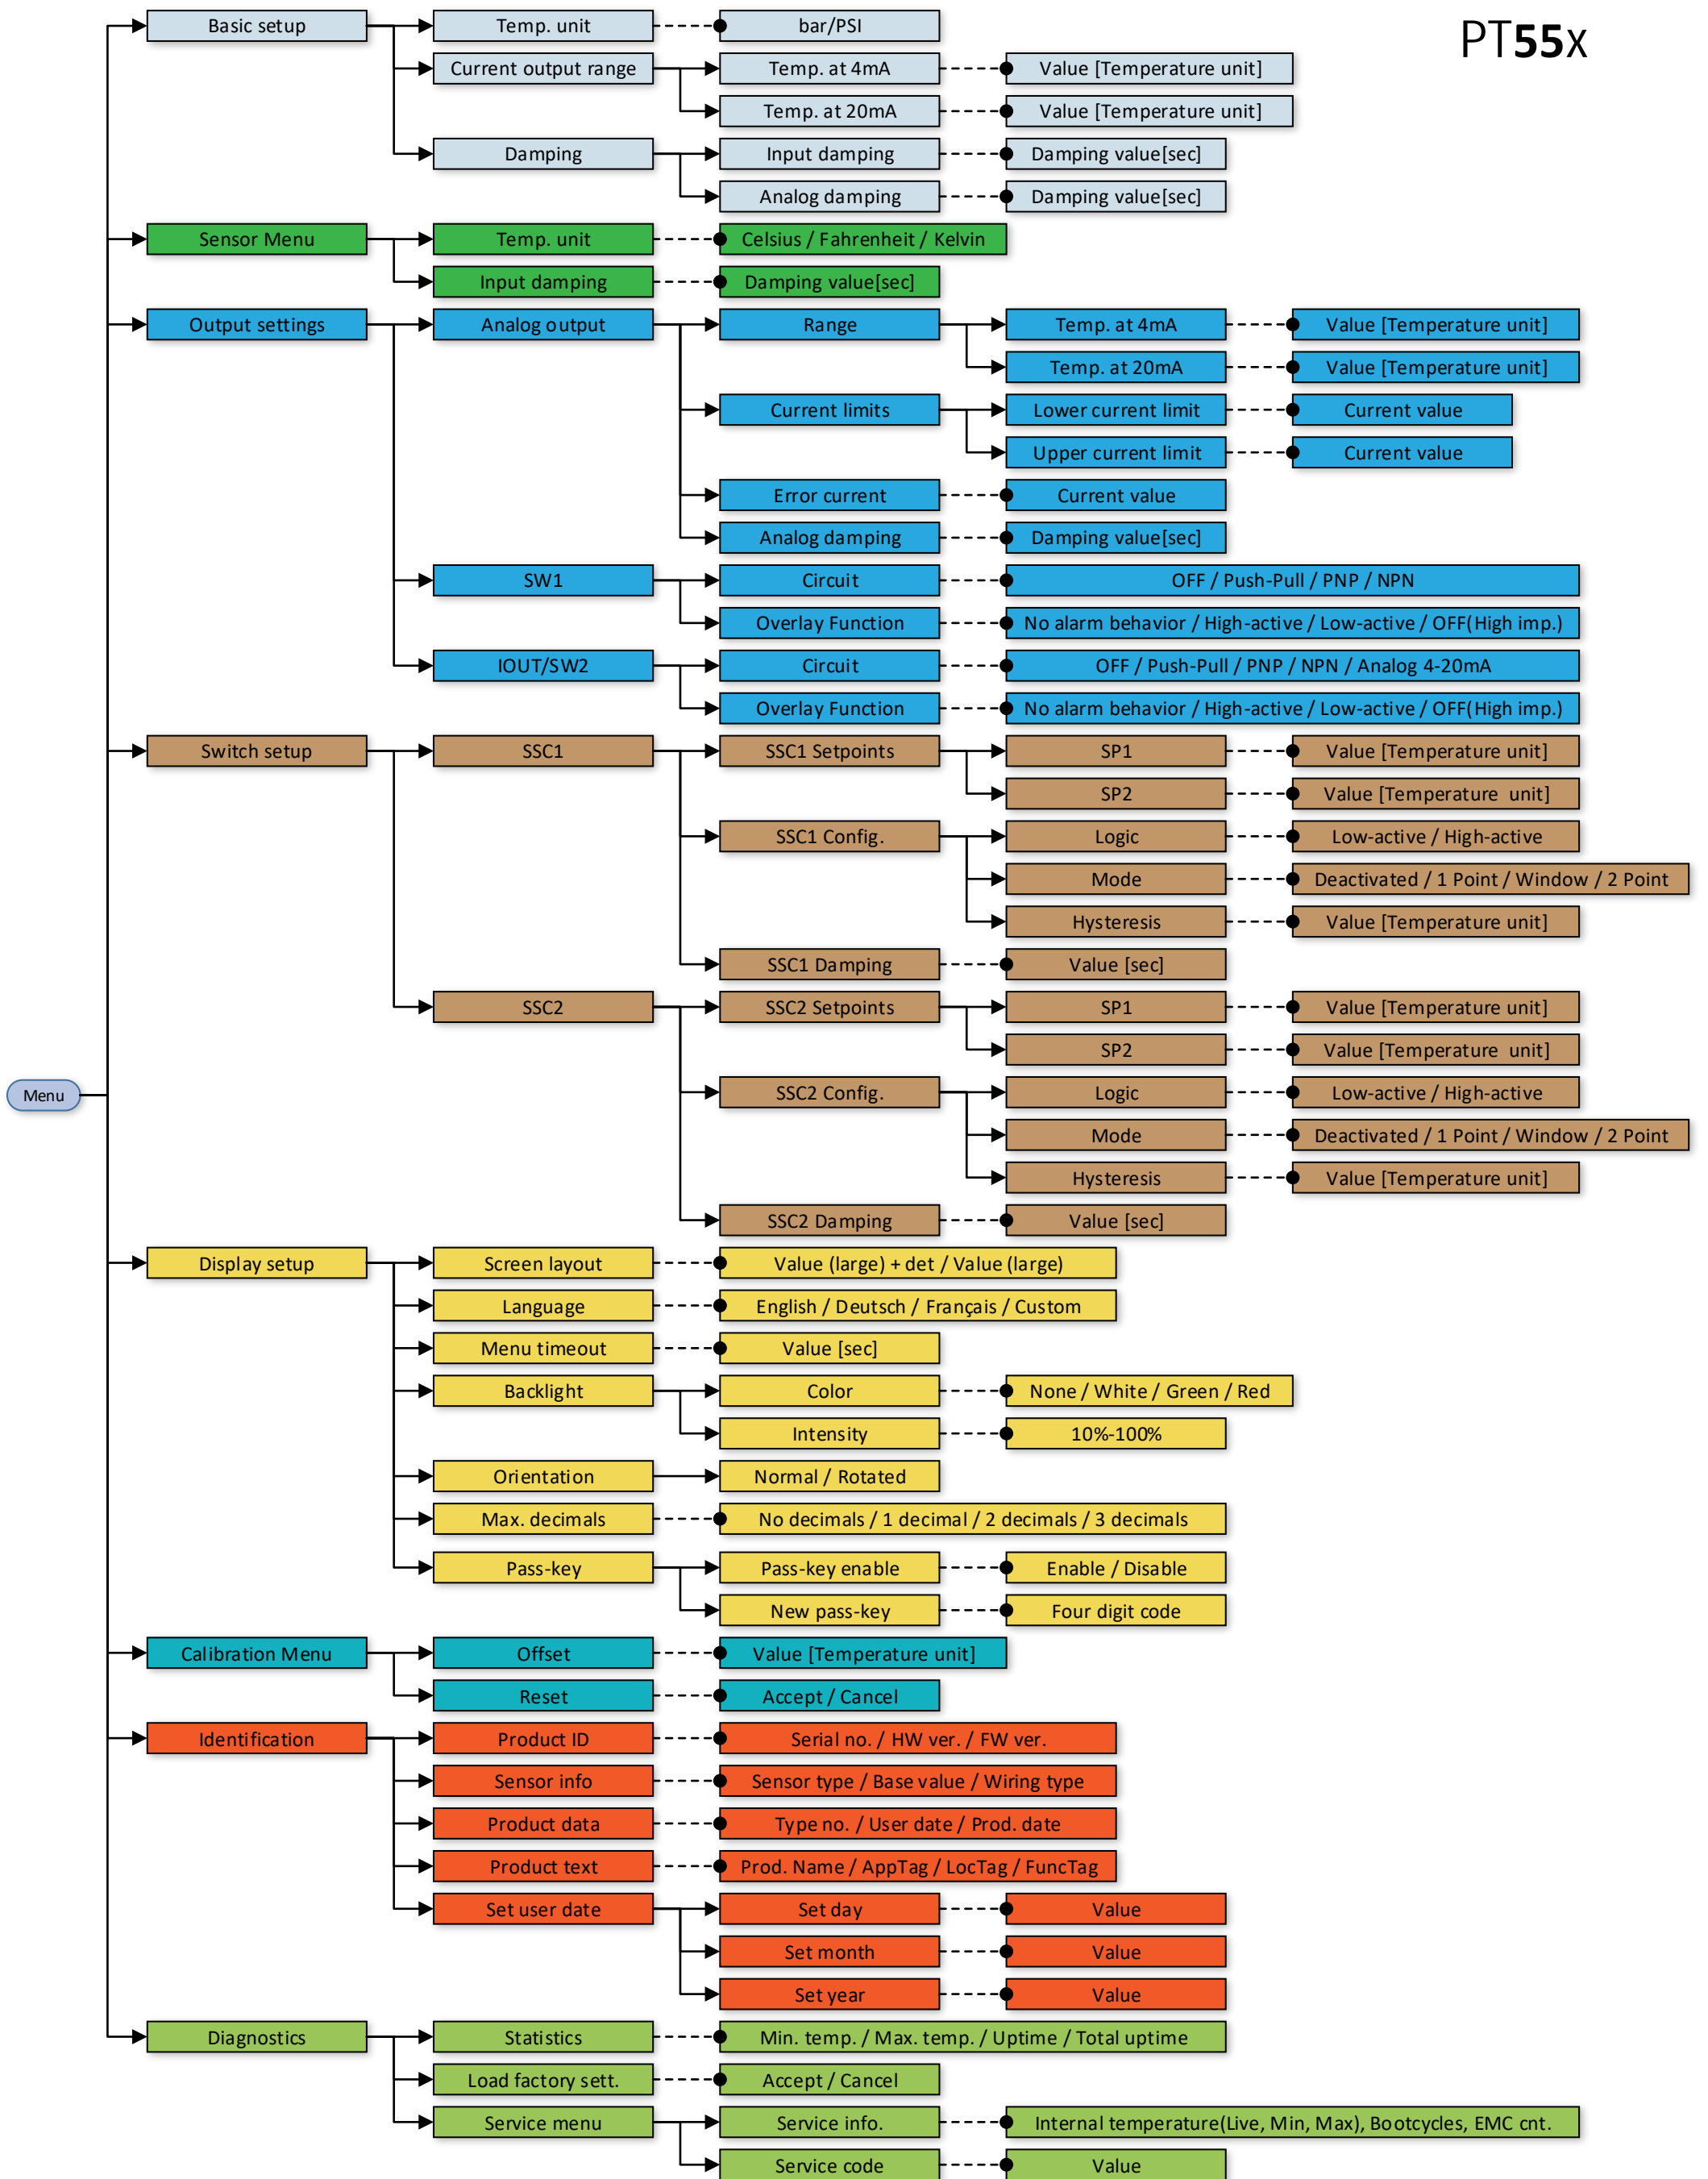 PT55x
Basic setup Temp. unit bar/PSI
Current output range Temp. at 4mA Value [Temperature unit]
Temp. at 20mA Value [Temperature unit]
Damping Input damping Damping value[sec]
Analog damping Damping value[sec]
Sensor Menu Temp. unit Celsius / Fahrenheit / Kelvin
Input damping Damping value[sec]
Output settings Analog output Range Temp. at 4mA Value [Temperature unit]
Temp. at 20mA Value [Temperature unit]
Current limits Lower current limit Current value
Upper current limit Current value
Error current Current value
Analog damping Damping value[sec]
SW1 Circuit OFF / Push-Pull / PNP / NPN
Overlay Function No alarm behavior / High-active / Low-active / OFF(High imp.)
IOUT/SW2 Circuit OFF / Push-Pull / PNP / NPN / Analog 4-20mA
Overlay Function No alarm behavior / High-active / Low-active / OFF(High imp.)
Switch setup SSC1 SSC1 Setpoints SP1 Value [Temperature unit]
SP2 Value [Temperature unit]
SSC1 Config. Logic Low-active / High-active
Mode Deactivated / 1 Point / Window / 2 Point
Hysteresis Value [Temperature unit]
SSC1 Damping Value [sec]
SSC2 SSC2 Setpoints SP1 Value [Temperature unit]
SP2 Value [Temperature unit]
Menu SSC2 Config. Logic Low-active / High-active
Mode Deactivated / 1 Point / Window / 2 Point
Hysteresis Value [Temperature unit]
SSC2 Damping Value [sec]
Display setup Screen layout Value (large) + det / Value (large)
Language English / Deutsch / Français / Custom
Menu timeout Value [sec]
Backlight Color None / White / Green / Red
Intensity 10%-100%
Orientation Normal / Rotated
Max. decimals No decimals / 1 decimal / 2 decimals / 3 decimals
Pass-key Pass-key enable Enable / Disable
New pass-key Four digit code
Calibration Menu Offset Value [Temperature unit]
Reset Accept / Cancel
Identification Product ID Serial no. / HW ver. / FW ver.
Sensor info Sensor type / Base value / Wiring type
Product data Type no. / User date / Prod. date
Product text Prod. Name / AppTag / LocTag / FuncTag
Set user date Set day Value
Set month Value
Set year Value
Diagnostics Statistics Min. temp. / Max. temp. / Uptime / Total uptime
Load factory sett. Accept / Cancel
Service menu Service info. Internal temperature(Live, Min, Max), Bootcycles, EMC cnt.
Service code Value